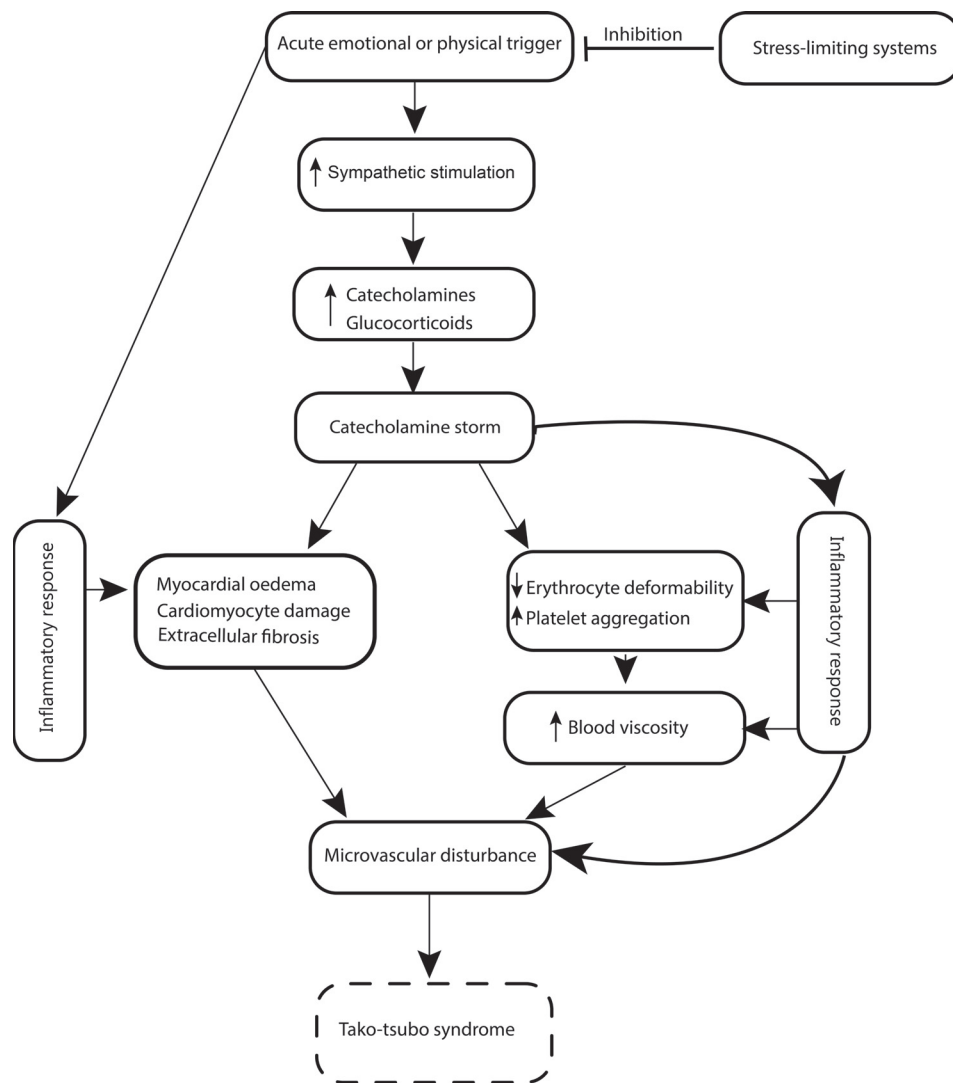 Acute emotional or physical trigger
Inhibition
Stress-limiting systems
Sympathetic stimulation
Catecholamines
Glucocorticoids
Catecholamine storm
Inflammatory response
Myocardial oedema
Cardiomyocyte damage
Extracellular fibrosis
Erythrocyte deformability
Platelet aggregation
Inflammatory response
Blood viscosity
Microvascular disturbance
Tako-tsubo syndrome